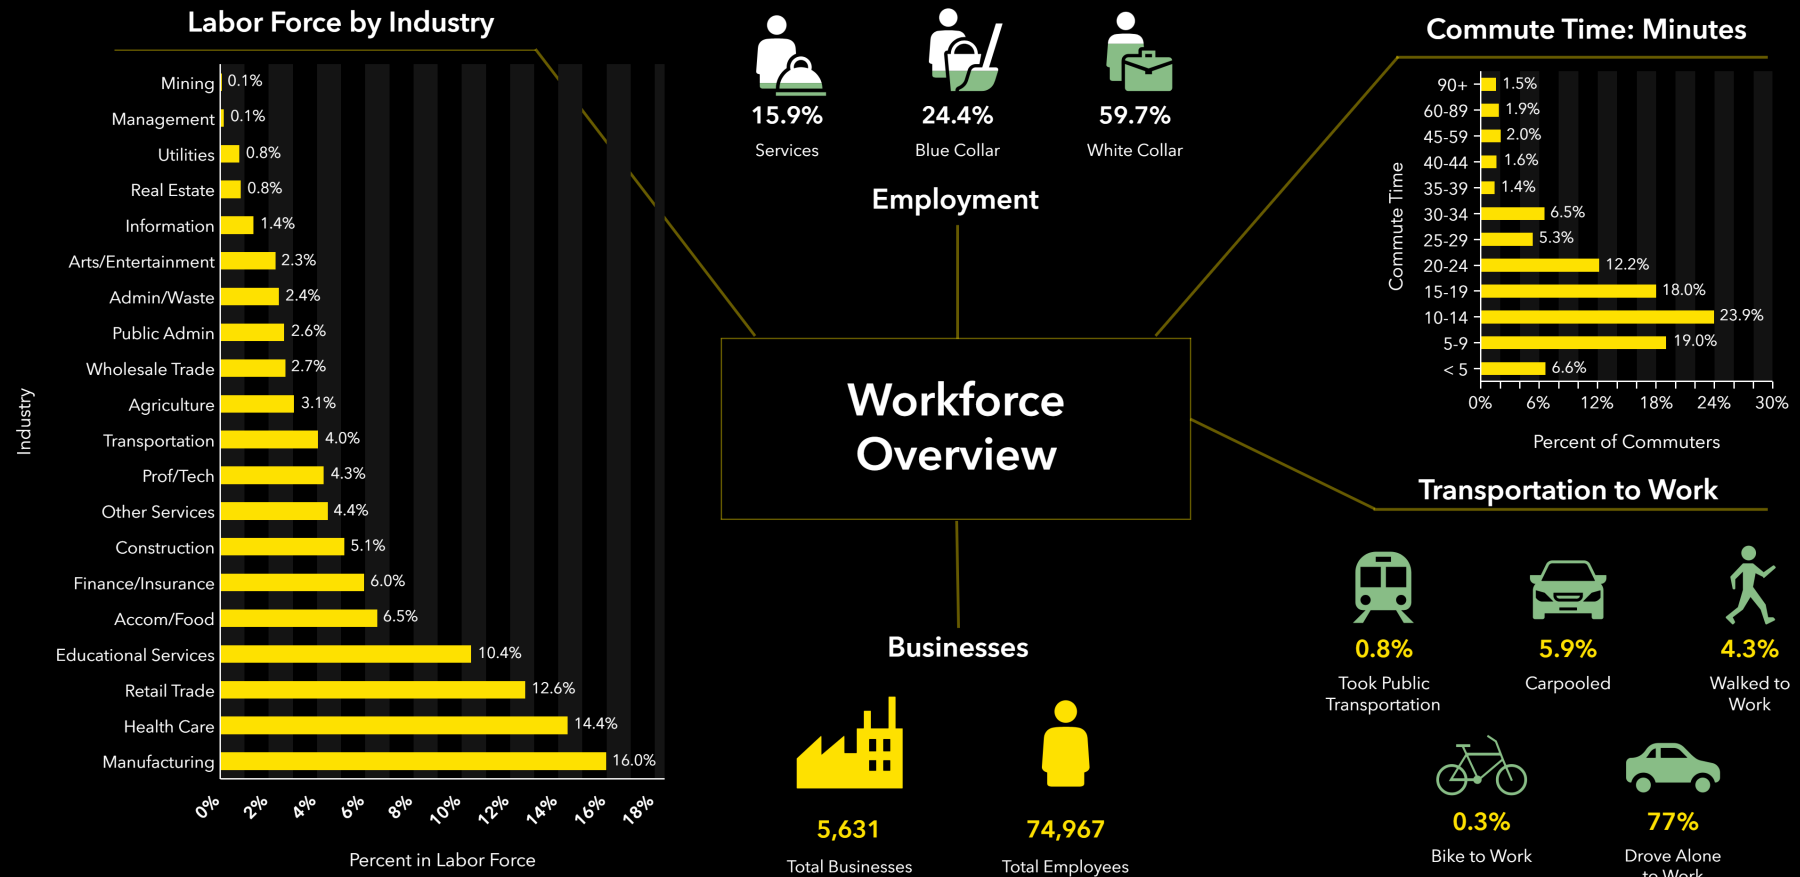 Labor Force by Industry
Industry
Mining 0.1%
Management 0.1%
Utilities 0.8%
Real Estate 0.8%
Information 1.4%
Arts/Entertainment 2.3%
Admin/Waste 2.4%
Public Admin 2.6%
Wholesale Trade 2.7%
Agriculture 3.1%
Transportation 4.0%
Prof/Tech 4.3%
Other Services 4.4%
Construction 5.1%
Finance/Insurance 6.0%
Accom/Food 6.5%
Educational Services 10.4%
Retail Trade 12.6%
Health Care 14.4%
Manufacturing 16.0%
0% 2% 4% 6% 8% 10% 12% 14% 16% 18%
Percent in Labor Force
15.9% 24.4% 59.7%
Services Blue Collar White Collar
Employment
Workforce
Overview
Businesses
5,631 74,967
Total Businesses Total Employees
Commute Time: Minutes
Commute Time
90+ 1.5%
60-89 1.9%
45-59 2.0%
40-44 1.6%
35-39 1.4%
30-34 6.5%
25-29 5.3%
20-24 12.2%
15-19 18.0%
10-14 23.9%
5-9 19.0%
< 5 6.6%
0% 6% 12% 18% 24% 30%
Percent of Commuters
Transportation to Work
0.8% 5.9% 4.3%
Took Public Carpooled Walked to
Transportation Work
0.3% 77%
Bike to Work Drove Alone
to Work